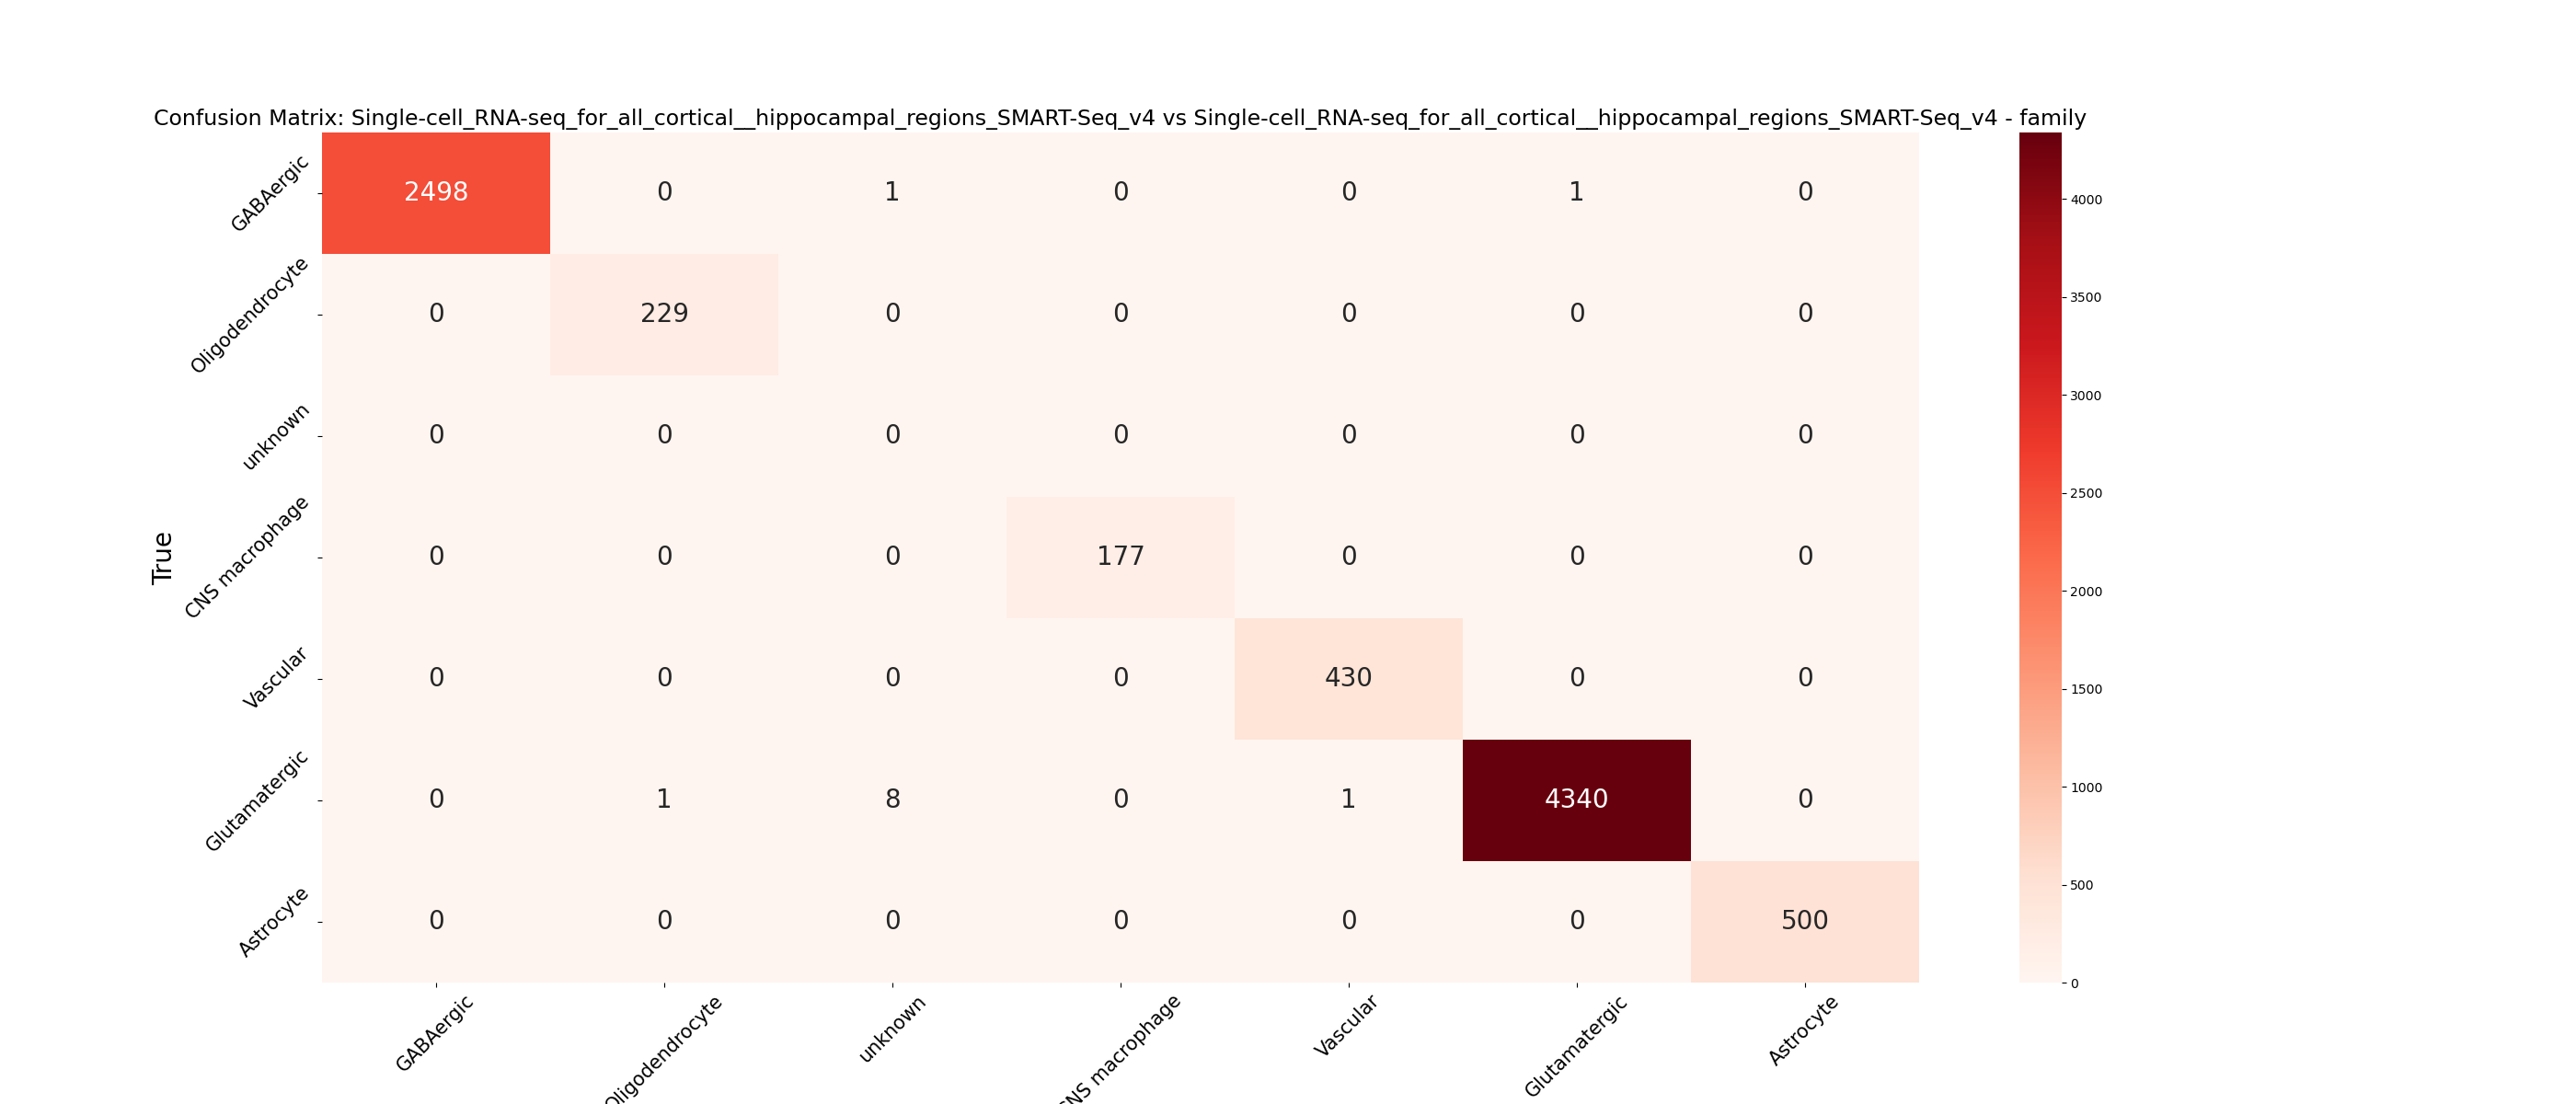 Confusion Matrix: Single-cell_RNA-seq_for_all_cortical__hippocampal_regions_SMART-Seq_v4 vs Single-cell_RNA-seq_for_all_cortical__hippocampal_regions_SMART-Seq_v4 - family
True
GABAergic 2498 0 1 0 0 1 0
Oligodendrocyte 0 229 0 0 0 0 0
unknown 0 0 0 0 0 0 0
CNS macrophage 0 0 0 177 0 0 0
Vascular 0 0 0 0 430 0 0
Glutamatergic 0 1 8 0 1 4340 0
Astrocyte 0 0 0 0 0 0 500
GABAergic Oligodendrocyte unknown CNS macrophage Vascular Glutamatergic Astrocyte
4000
3500
3000
2500
2000
1500
1000
500
0